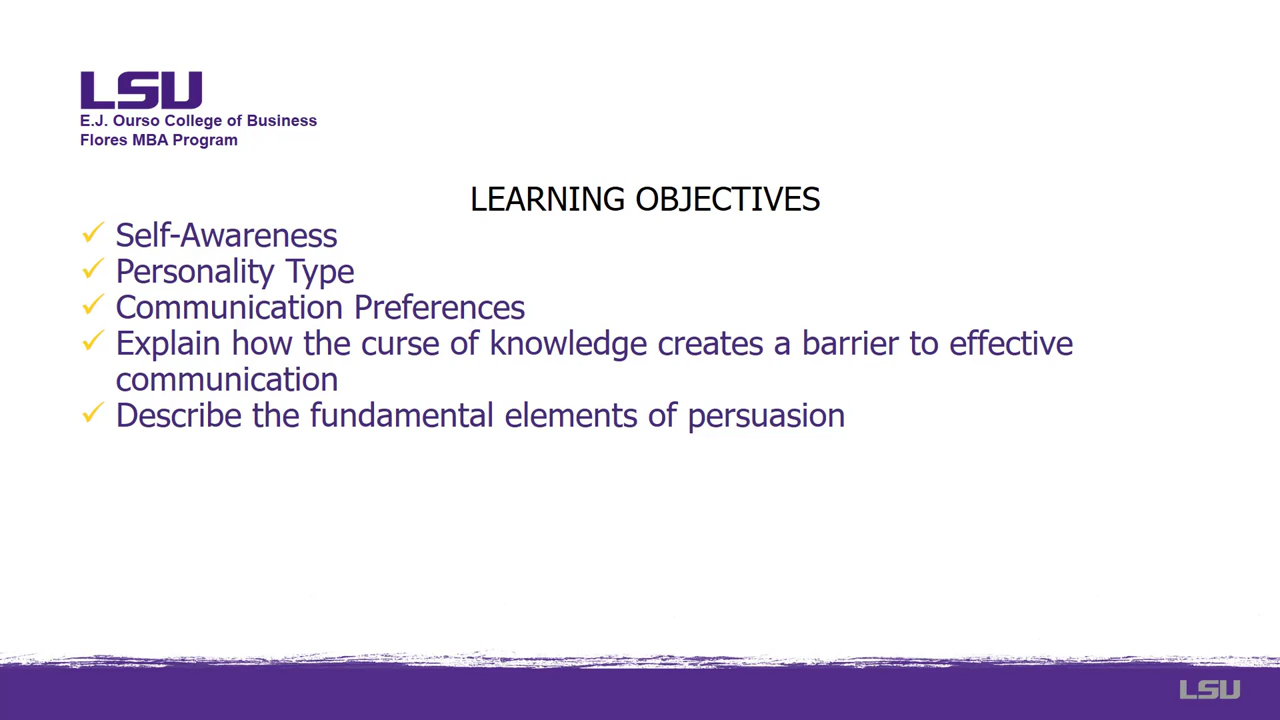 LSU
E.J. Ourso College of Business
Flores MBA Program
LEARNING OBJECTIVES
✓ Self-Awareness
✓ Personality Type
✓ Communication Preferences
✓ Explain how the curse of knowledge creates a barrier to effective
communication
✓ Describe the fundamental elements of persuasion
LSU